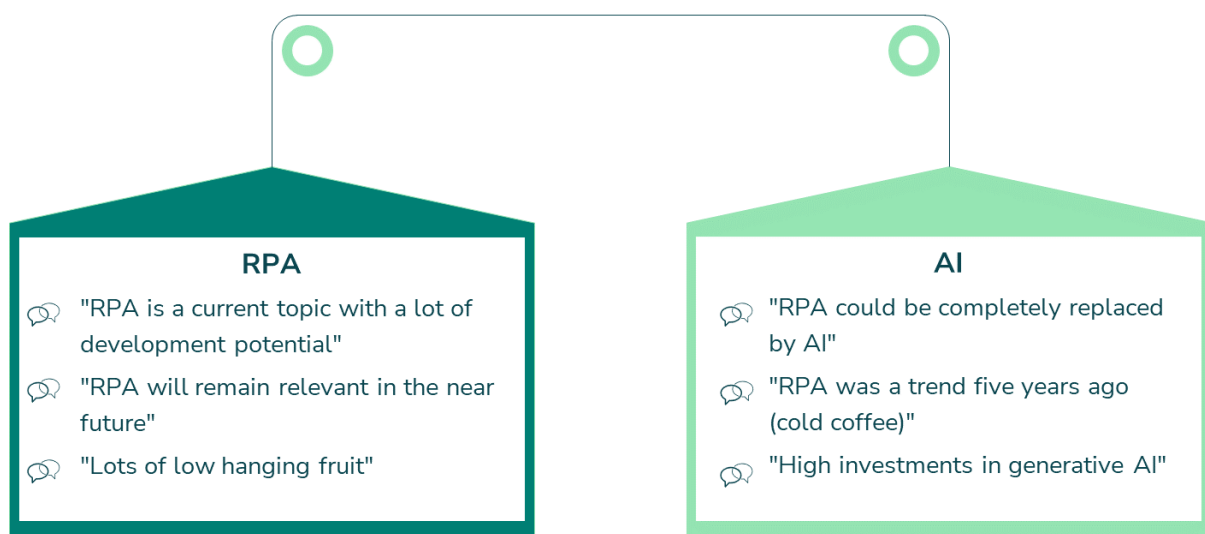 RPA
"RPA is a current topic with a lot of
development potential"
"RPA will remain relevant in the near
future"
"Lots of low hanging fruit"
AI
"RPA could be completely replaced
by AI"
"RPA was a trend five years ago
(cold coffee)"
"High investments in generative AI"